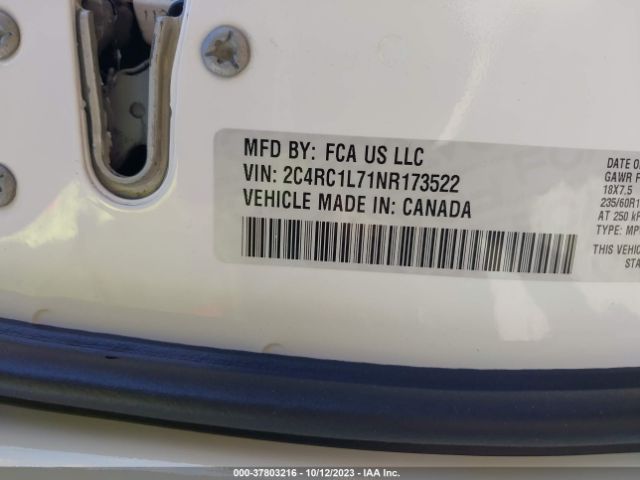 MFD BY: FCA US LLC
VIN: 2C4RC1L71NR173522
VEHICLE MADE IN: CANADA
DATE O
GAWR F
18X7.5
235/60R1
AT 250 kP
TYPE: MP
THIS VEHIC
STA
000-37803216 - 10/12/2023 - IAA Inc.